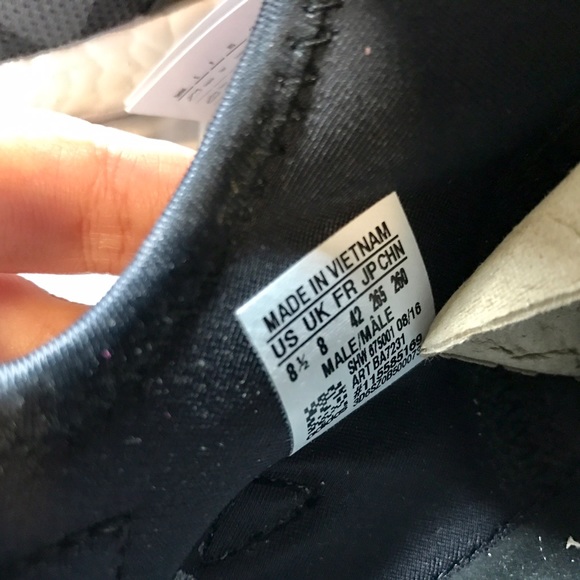 MADE IN VIETNAM
US UK FR JP CHN
8½ 8 42 265 260
MALE/MALE
SHW 675001 08/16
ART BA7231